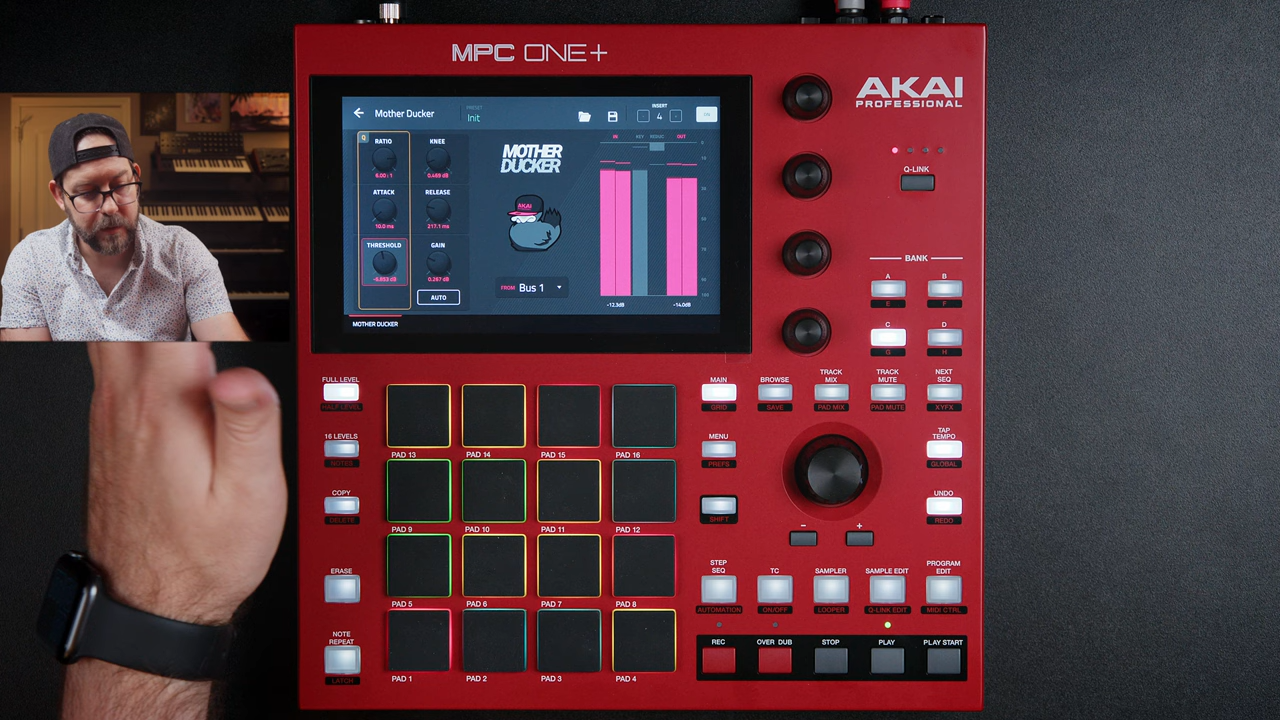 MPC ONE+
AKAI
PROFESSIONAL
Mother Ducker
PRESET
Init
INSERT
4
Q
RATIO
KNEE
6.00:1
0.489 dB
ATTACK
RELEASE
10.0 ms
217.1 ms
THRESHOLD
GAIN
0.287 dB
AUTO
MOTHER
DUCKER
AKAI
FROM Bus 1
IN KEY REDUC OUT
-12.3dB -14.0dB
MOTHER DUCKER
Q-LINK
BANK
A B
E F
C D
G H
FULL LEVEL
HALF LEVEL
16 LEVELS
NOTES
COPY
DELETE
ERASE
NOTE
REPEAT
LATCH
PAD 13 PAD 14 PAD 15 PAD 16
PAD 9 PAD 10 PAD 11 PAD 12
PAD 5 PAD 6 PAD 7 PAD 8
PAD 1 PAD 2 PAD 3 PAD 4
MAIN
GRID
BROWSE
SAVE
TRACK
MIX
PAD MIX
TRACK
MUTE
PAD MUTE
NEXT
SEQ
XYFX
MENU
PREFS
TAP
TEMPO
GLOBAL
SHIFT
UNDO
REDO
- +
STEP
SEQ
AUTOMATION
TC
ON/OFF
SAMPLER
LOOPER
SAMPLE EDIT
Q-LINK EDIT
PROGRAM
EDIT
MIDI CTRL
REC OVER DUB STOP PLAY PLAY START